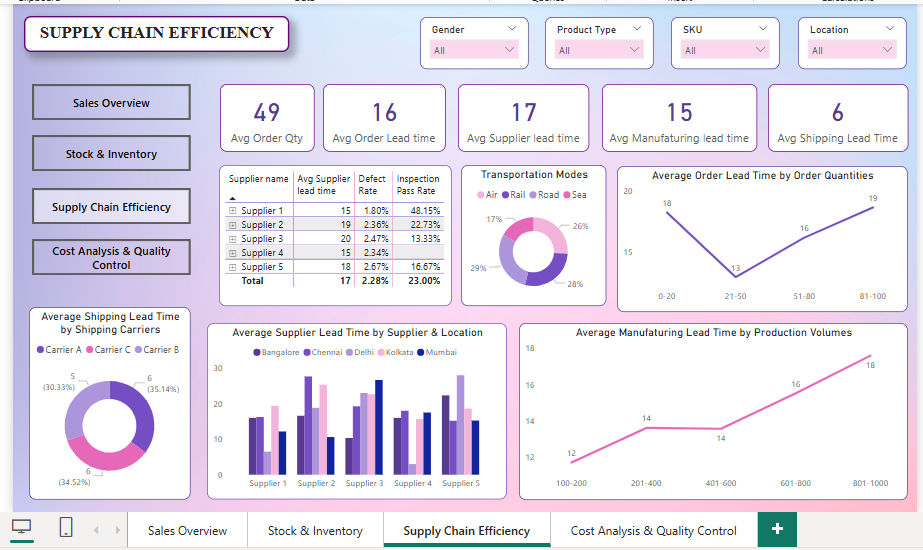 SUPPLY CHAIN EFFICIENCY
Gender
All
Product Type
All
SKU
All
Location
All
Sales Overview
Stock & Inventory
Supply Chain Efficiency
Cost Analysis & Quality
Control
49
Avg Order Qty
16
Avg Order Lead time
17
Avg Supplier lead time
15
Avg Manufaturing lead time
6
Avg Shipping Lead Time
Supplier name Avg Supplier lead time Defect Rate Inspection Pass Rate
Supplier 1 15 1.80% 48.15%
Supplier 2 19 2.36% 22.73%
Supplier 3 20 2.47% 13.33%
Supplier 4 15 2.34%
Supplier 5 18 2.67% 16.67%
Total 17 2.28% 23.00%
Transportation Modes
Air Rail Road Sea
17%
26%
29%
28%
Average Order Lead Time by Order Quantities
20
15
18
13
16
19
0-20 21-50 51-80 81-100
Average Shipping Lead Time
by Shipping Carriers
Carrier A Carrier C Carrier B
5
(30.33%)
6
(35.14%)
6
(34.52%)
Average Supplier Lead Time by Supplier & Location
Bangalore Chennai Delhi Kolkata Mumbai
30
20
10
0
Supplier 1 Supplier 2 Supplier 3 Supplier 4 Supplier 5
Average Manufaturing Lead Time by Production Volumes
18
16
14
12
12
14
14
16
18
100-200 201-400 401-600 601-800 801-1000
Sales Overview
Stock & Inventory
Supply Chain Efficiency
Cost Analysis & Quality Control
+